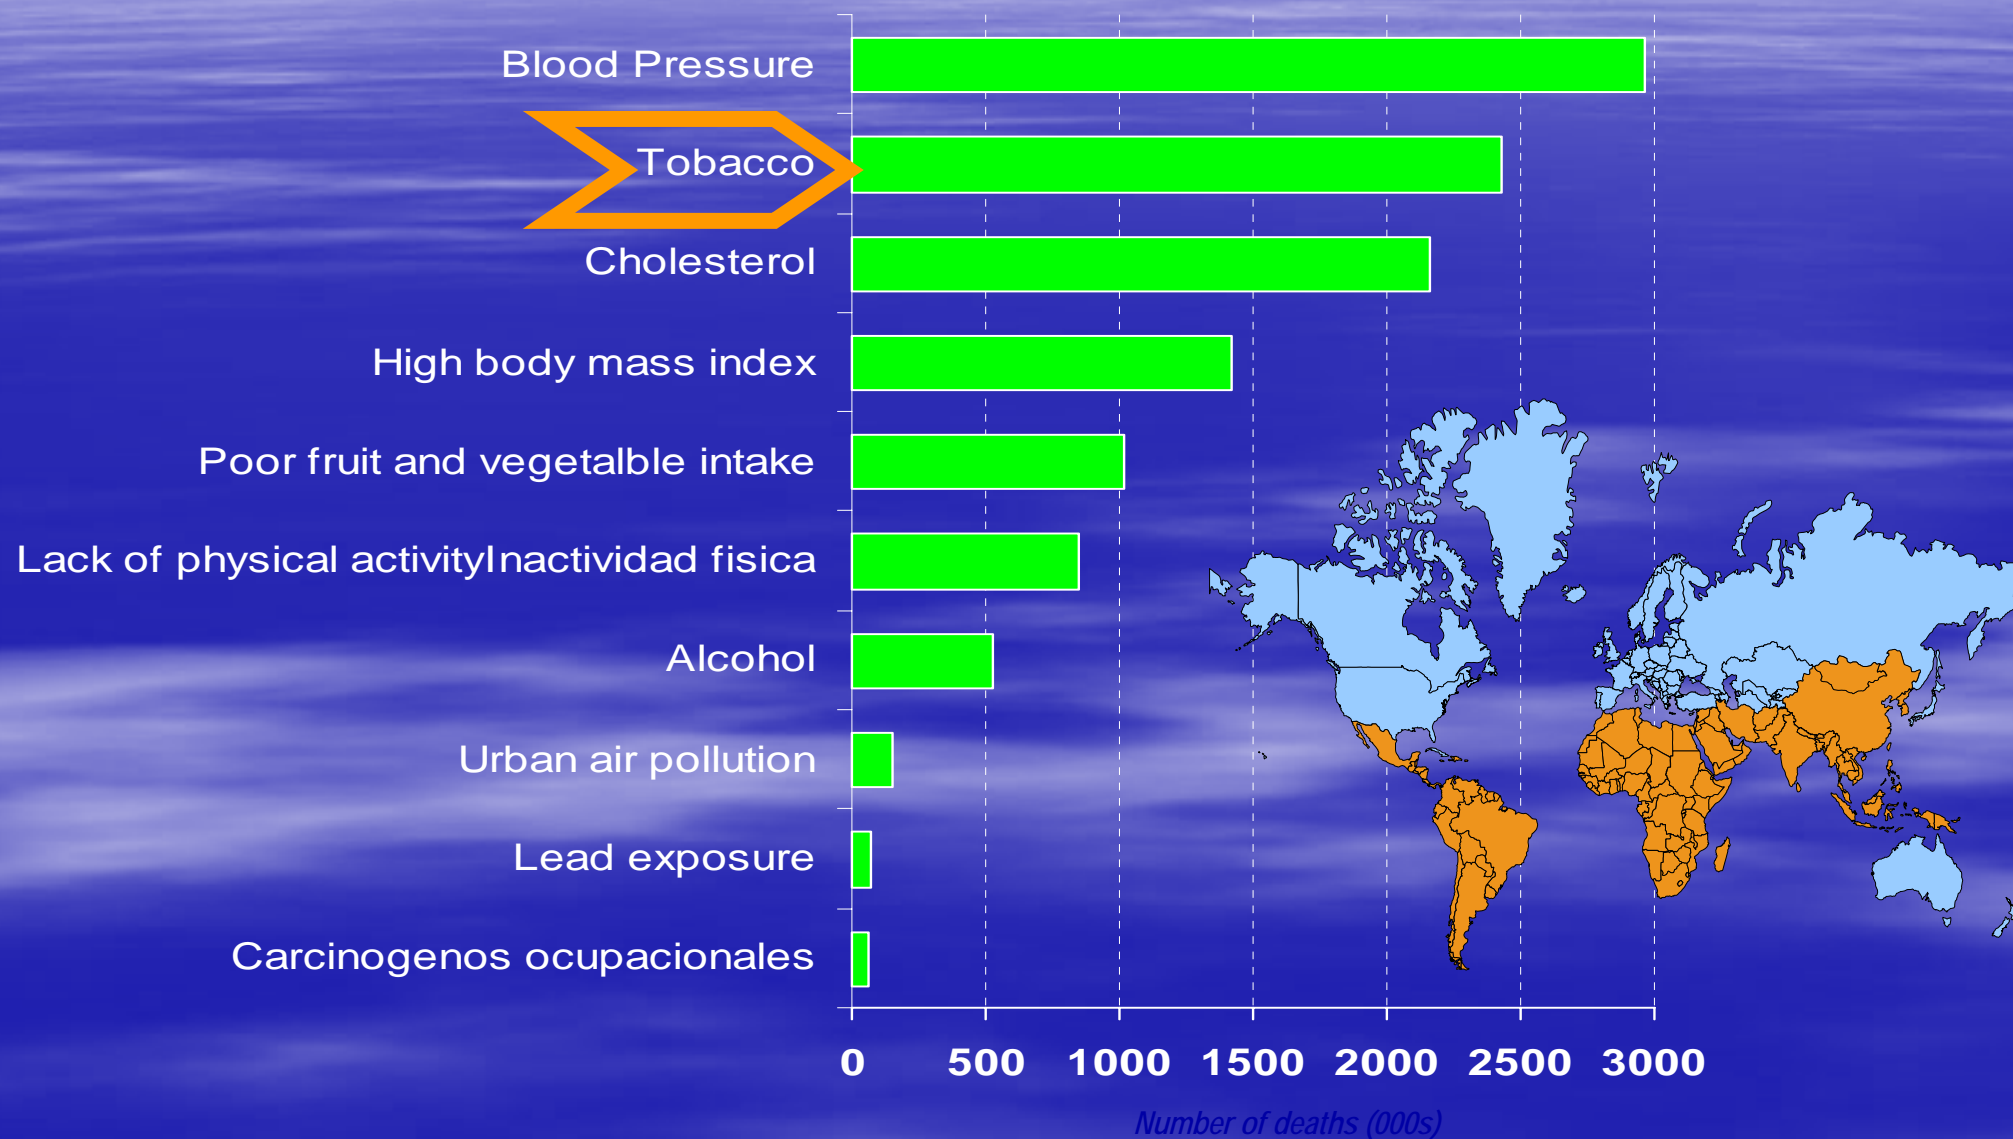 Blood Pressure
Tobacco
Cholesterol
High body mass index
Poor fruit and vegetalble intake
Lack of physical activityInactividad fisica
Alcohol
Urban air pollution
Lead exposure
Carcinogenos ocupacionales
0 500 1000 1500 2000 2500 3000
Number of deaths (000s)